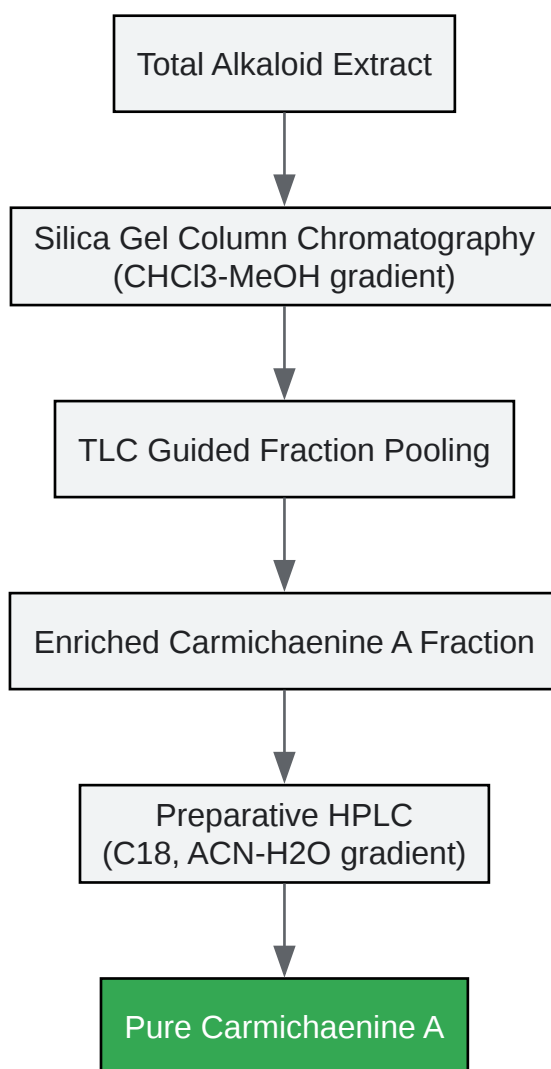 Total Alkaloid Extract
Silica Gel Column Chromatography
(CHCl3-MeOH gradient)
TLC Guided Fraction Pooling
Enriched Carmichaenine A Fraction
Preparative HPLC
(C18, ACN-H2O gradient)
Pure Carmichaenine A